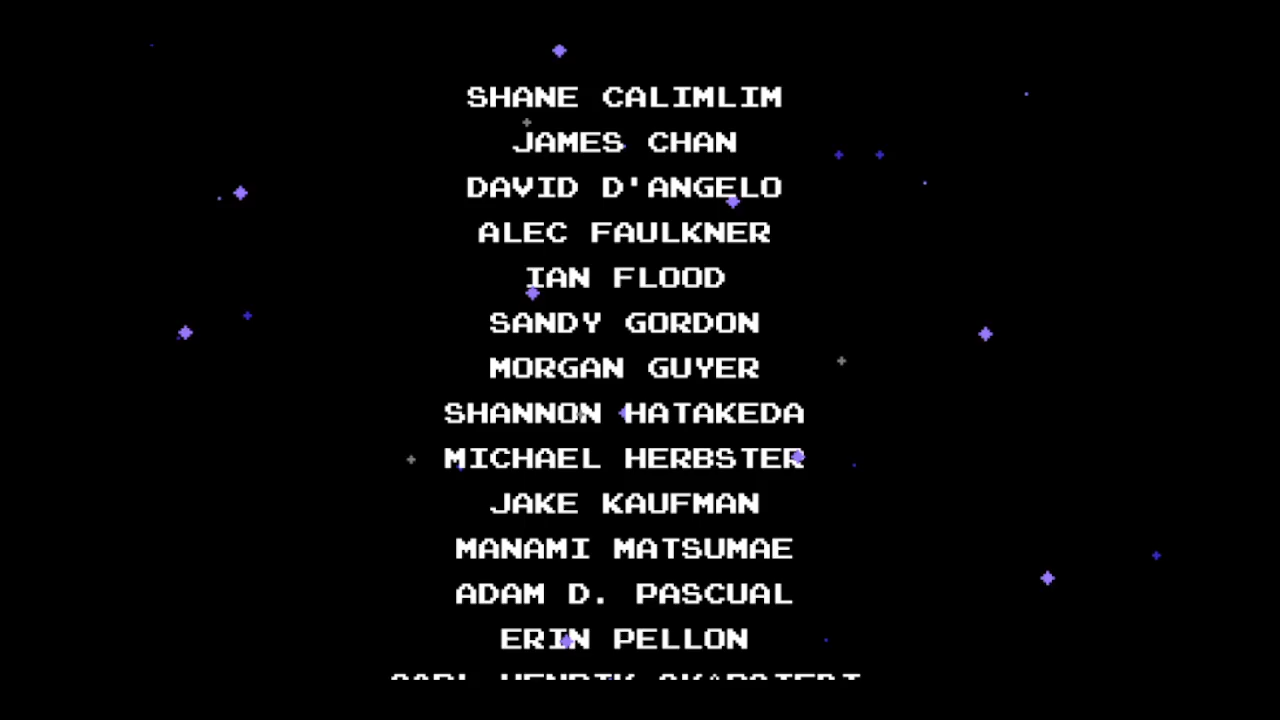 SHANE CALIMLIM
JAMES CHAN
DAVID D'ANGELO
ALEC FAULKNER
IAN FLOOD
SANDY GORDON
MORGAN GUYER
SHANNON HATAKEDA
MICHAEL HERBSTER
JAKE KAUFMAN
MANAMI MATSUMAE
ADAM D. PASCUAL
ERIN PELLON